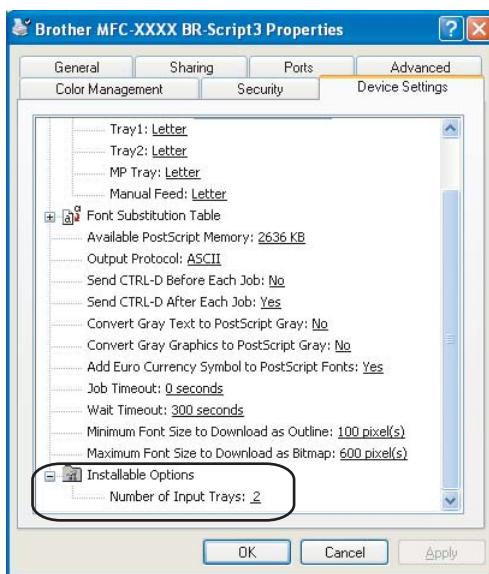 Brother MFC-XXXX BR-Script3 Properties
General Sharing Ports Advanced
Color Management Security Device Settings
Tray1: Letter
Tray2: Letter
MP Tray: Letter
Manual Feed: Letter
Font Substitution Table
Available PostScript Memory: 2636 KB
Output Protocol: ASCII
Send CTRL-D Before Each Job: No
Send CTRL-D After Each Job: Yes
Convert Gray Text to PostScript Gray: No
Convert Gray Graphics to PostScript Gray: No
Add Euro Currency Symbol to PostScript Fonts: Yes
Job Timeout: 0 seconds
Wait Timeout: 300 seconds
Minimum Font Size to Download as Outline: 100 pixel(s)
Maximum Font Size to Download as Bitmap: 600 pixel(s)
Installable Options
Number of Input Trays: 2
OK Cancel Apply